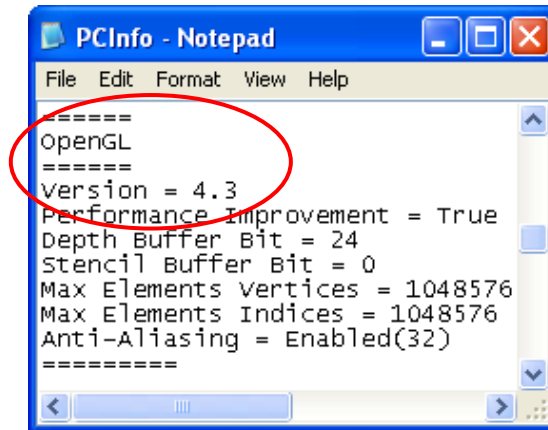 PCInfo - Notepad
File Edit Format View Help
======
OpenGL
======
Version = 4.3
Performance Improvement = True
Depth Buffer Bit = 24
Stencil Buffer Bit = 0
Max Elements Vertices = 1048576
Max Elements Indices = 1048576
Anti-Aliasing = Enabled(32)
=========